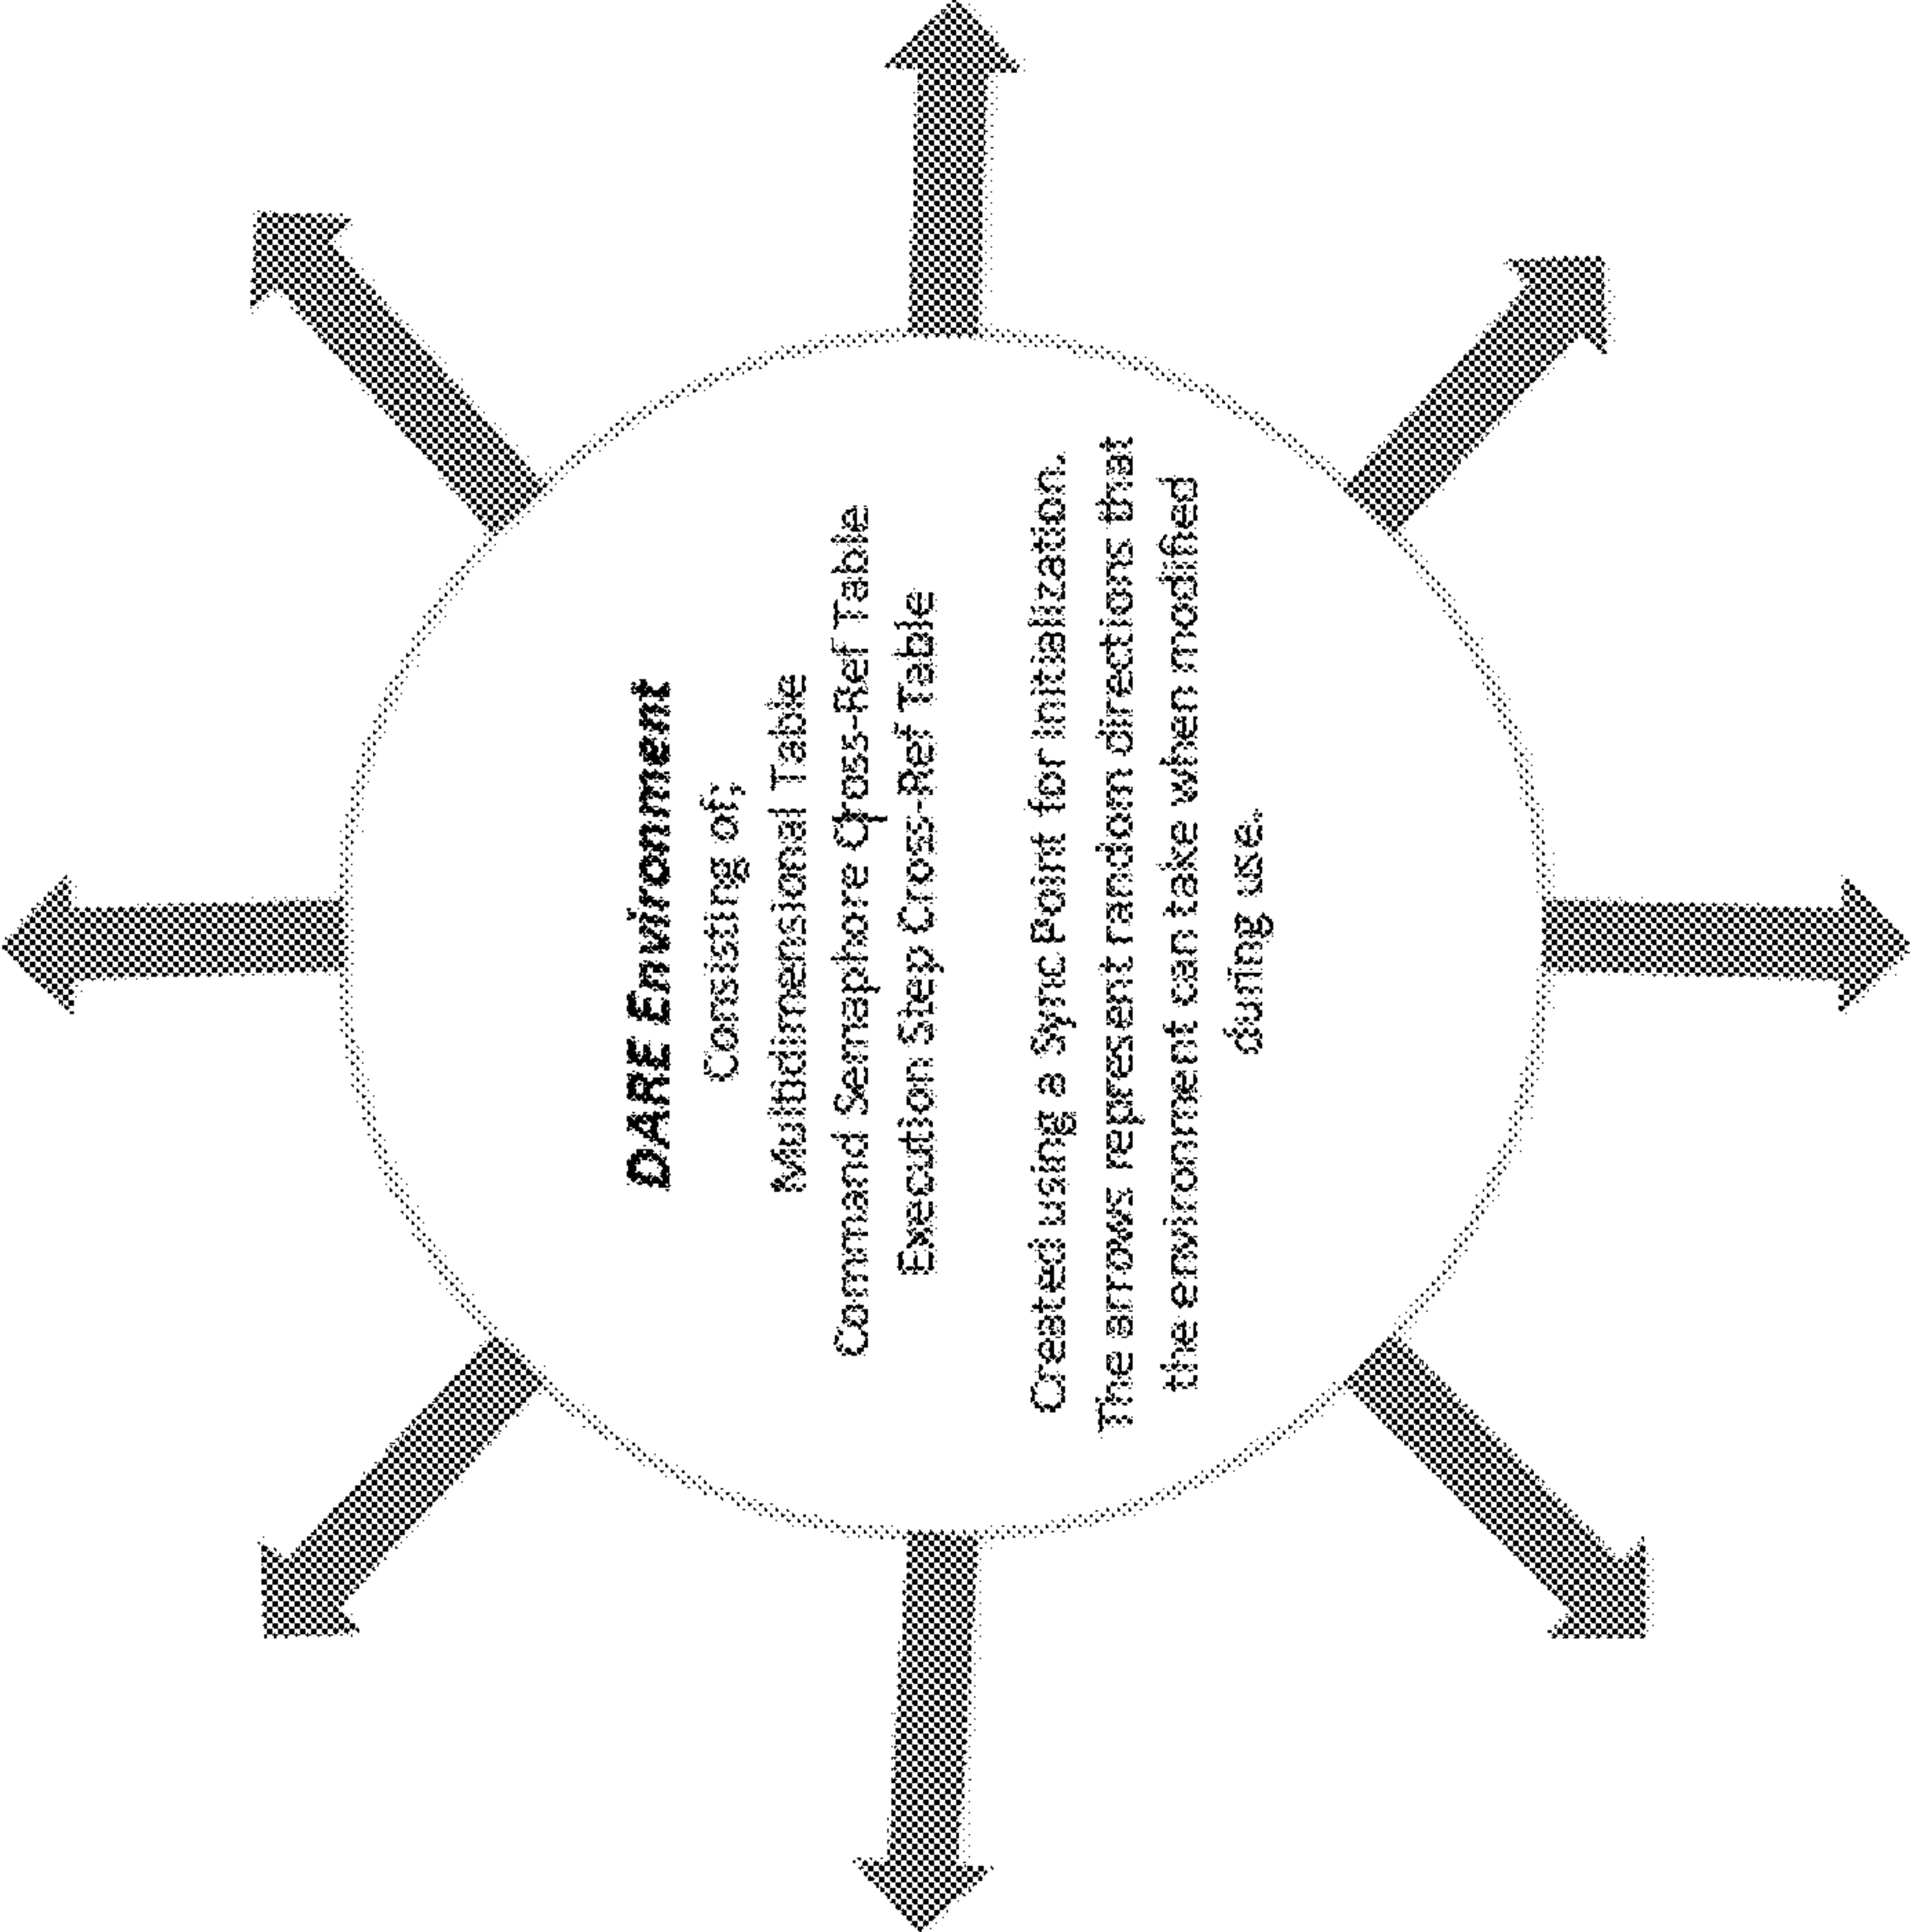 DARE Environment
Consisting of;
Multidimensional Table
Command Semaphore Cross-Ref Table
Execution Step Cross-Ref Table
Created using a Sync Point for Initialization.
The arrows represent random directions that
the environment can take when modified
during use.